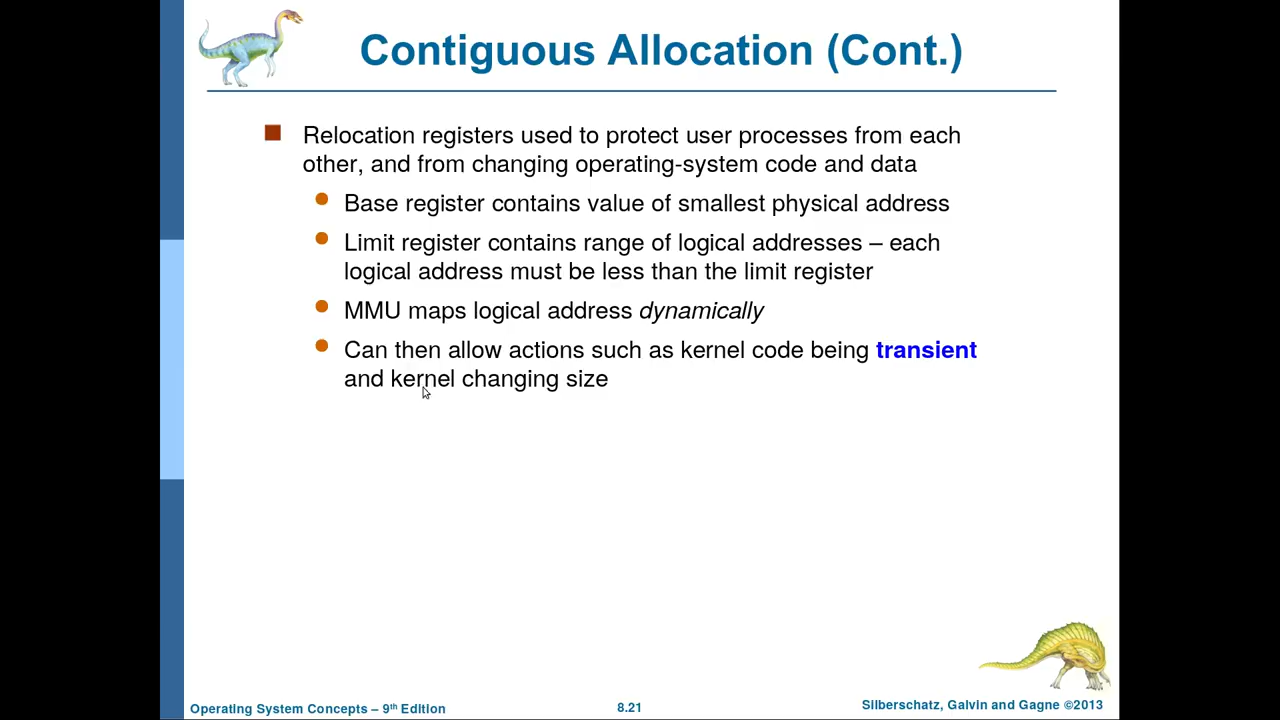 Contiguous Allocation (Cont.)
Relocation registers used to protect user processes from each
other, and from changing operating-system code and data
Base register contains value of smallest physical address
Limit register contains range of logical addresses – each
logical address must be less than the limit register
MMU maps logical address dynamically
Can then allow actions such as kernel code being transient
and kernel changing size
Operating System Concepts – 9th Edition
8.21
Silberschatz, Galvin and Gagne ©2013